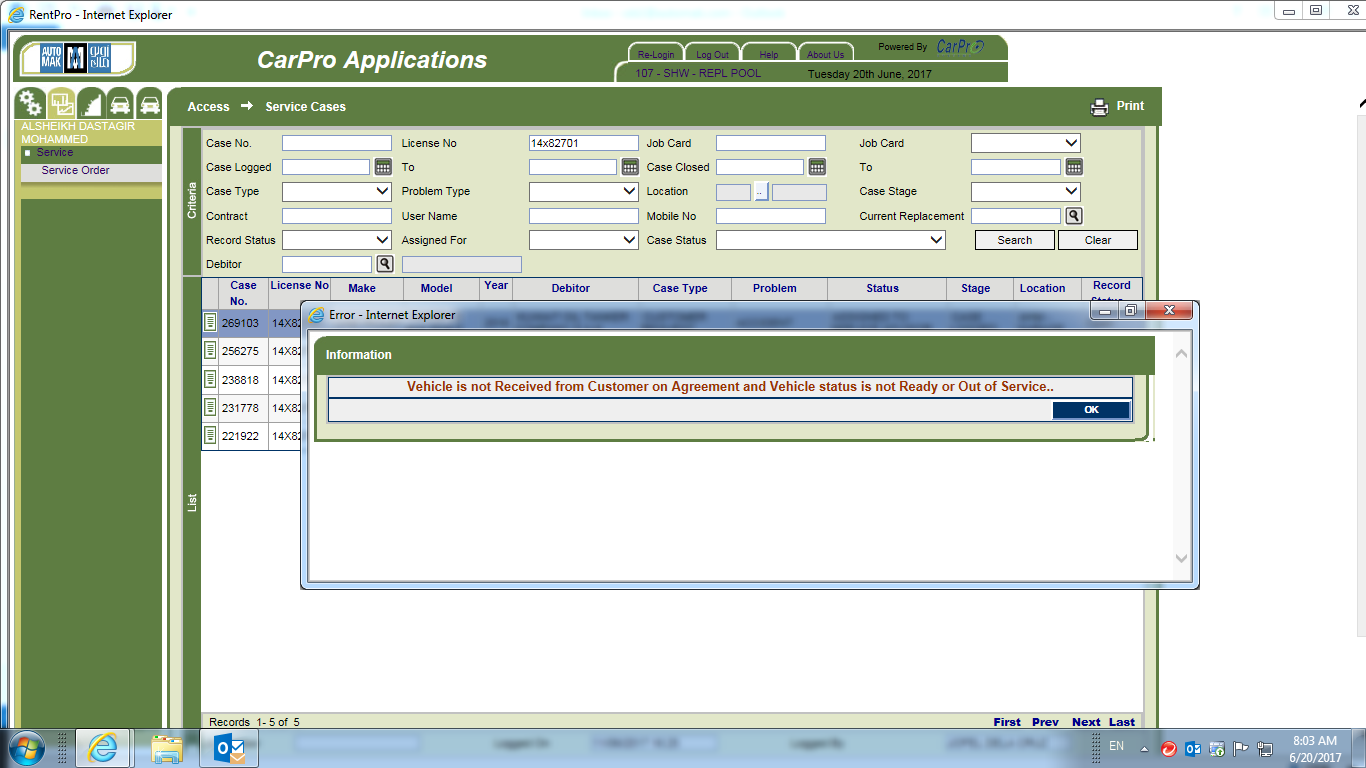 RentPro - Internet Explorer
AUTO MAK
CarPro Applications
Re-Login Log Out Help About Us
Powered By CarPro
107 - SHW - REPL POOL Tuesday 20th June, 2017
Access → Service Cases Print
ALSHEIKH DASTAGIR
MOHAMMED
Service
Service Order
Criteria
Case No. License No 14x82701 Job Card Job Card
Case Logged To Case Closed To
Case Type Problem Type Location .. Case Stage
Contract User Name Mobile No Current Replacement
Record Status Assigned For Case Status Search Clear
Debitor
Case No. License No Make Model Year Debitor Case Type Problem Status Stage Location Record Status
269103 14X82
256275 14X82
238818 14X82
231778 14X82
221922 14X82
List
Error - Internet Explorer
Information
Vehicle is not Received from Customer on Agreement and Vehicle status is not Ready or Out of Service..
OK
Records 1- 5 of 5 First Prev Next Last
EN
8:03 AM
6/20/2017